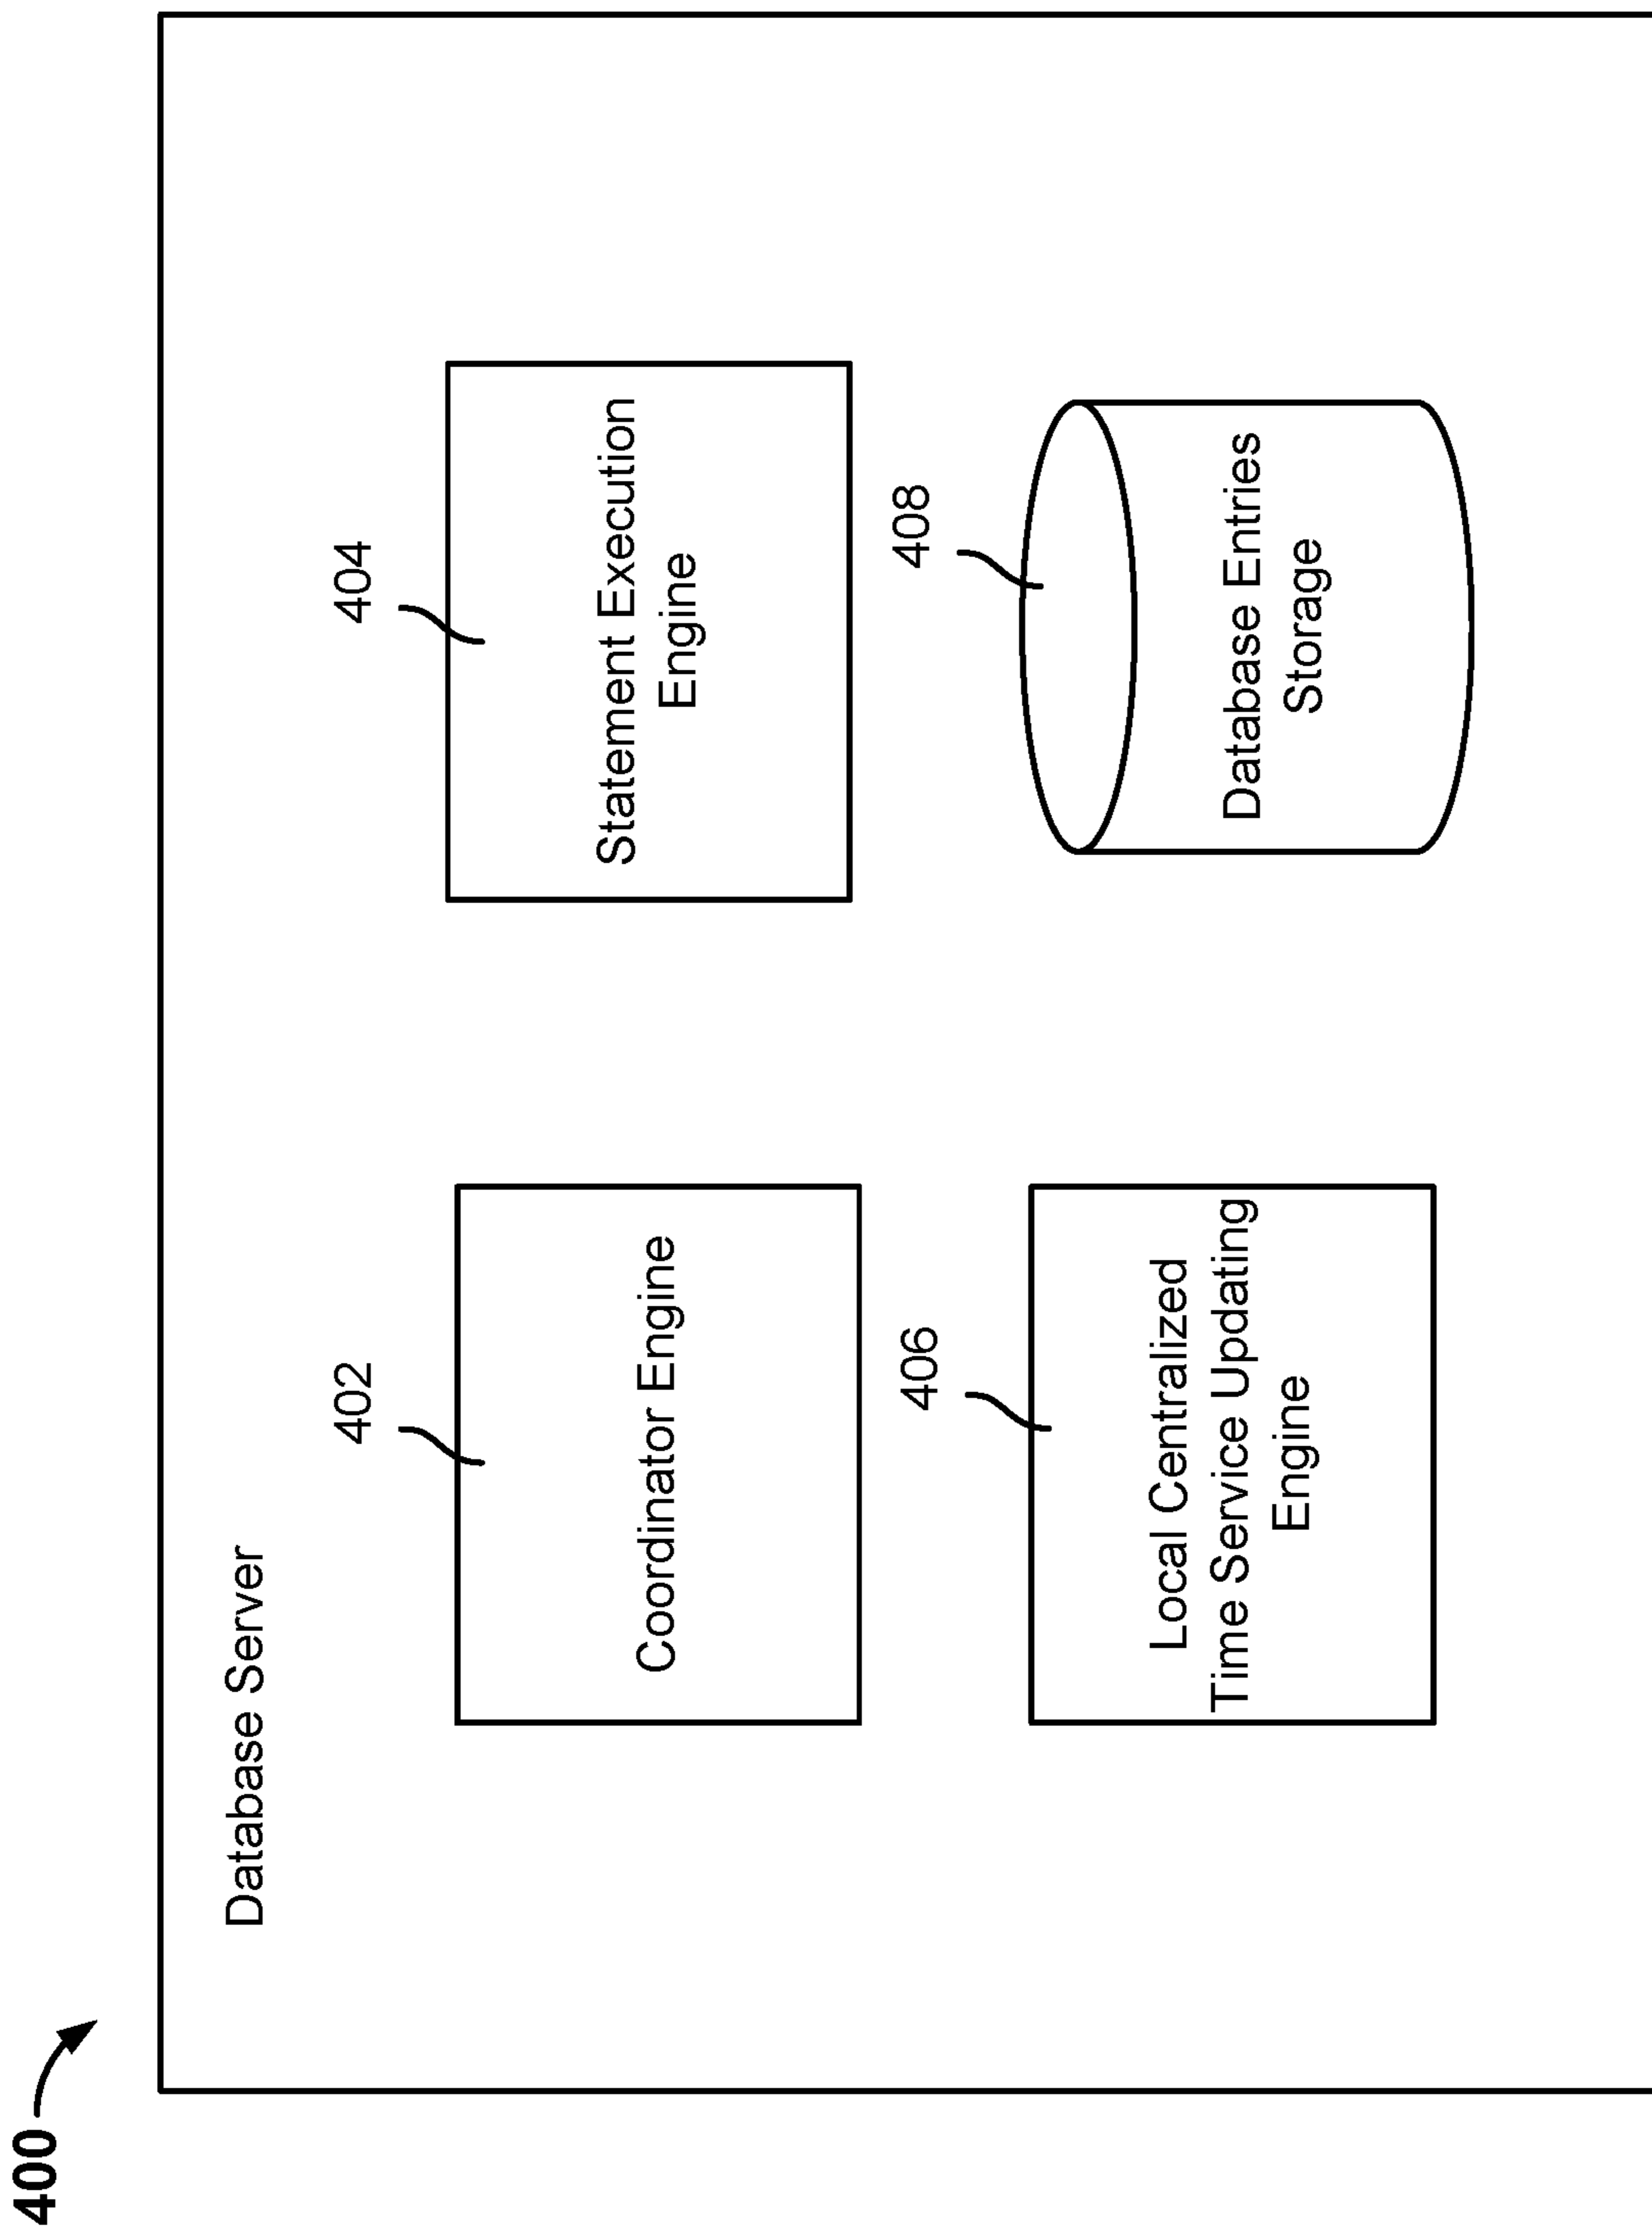 400
Database Server
402
Coordinator Engine
404
Statement Execution
Engine
406
Local Centralized
Time Service Updating
Engine
408
Database Entries
Storage